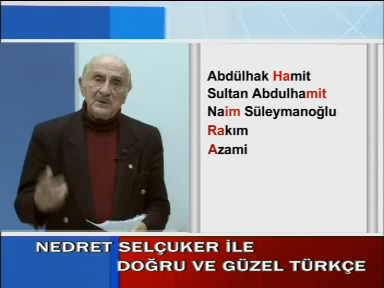 Abdülhak Hamit
Sultan Abdulhamit
Naim Süleymanoğlu
Rakım
Azami
NEDRET SELÇUKER İLE
DOĞRU VE GÜZEL TÜRKÇE